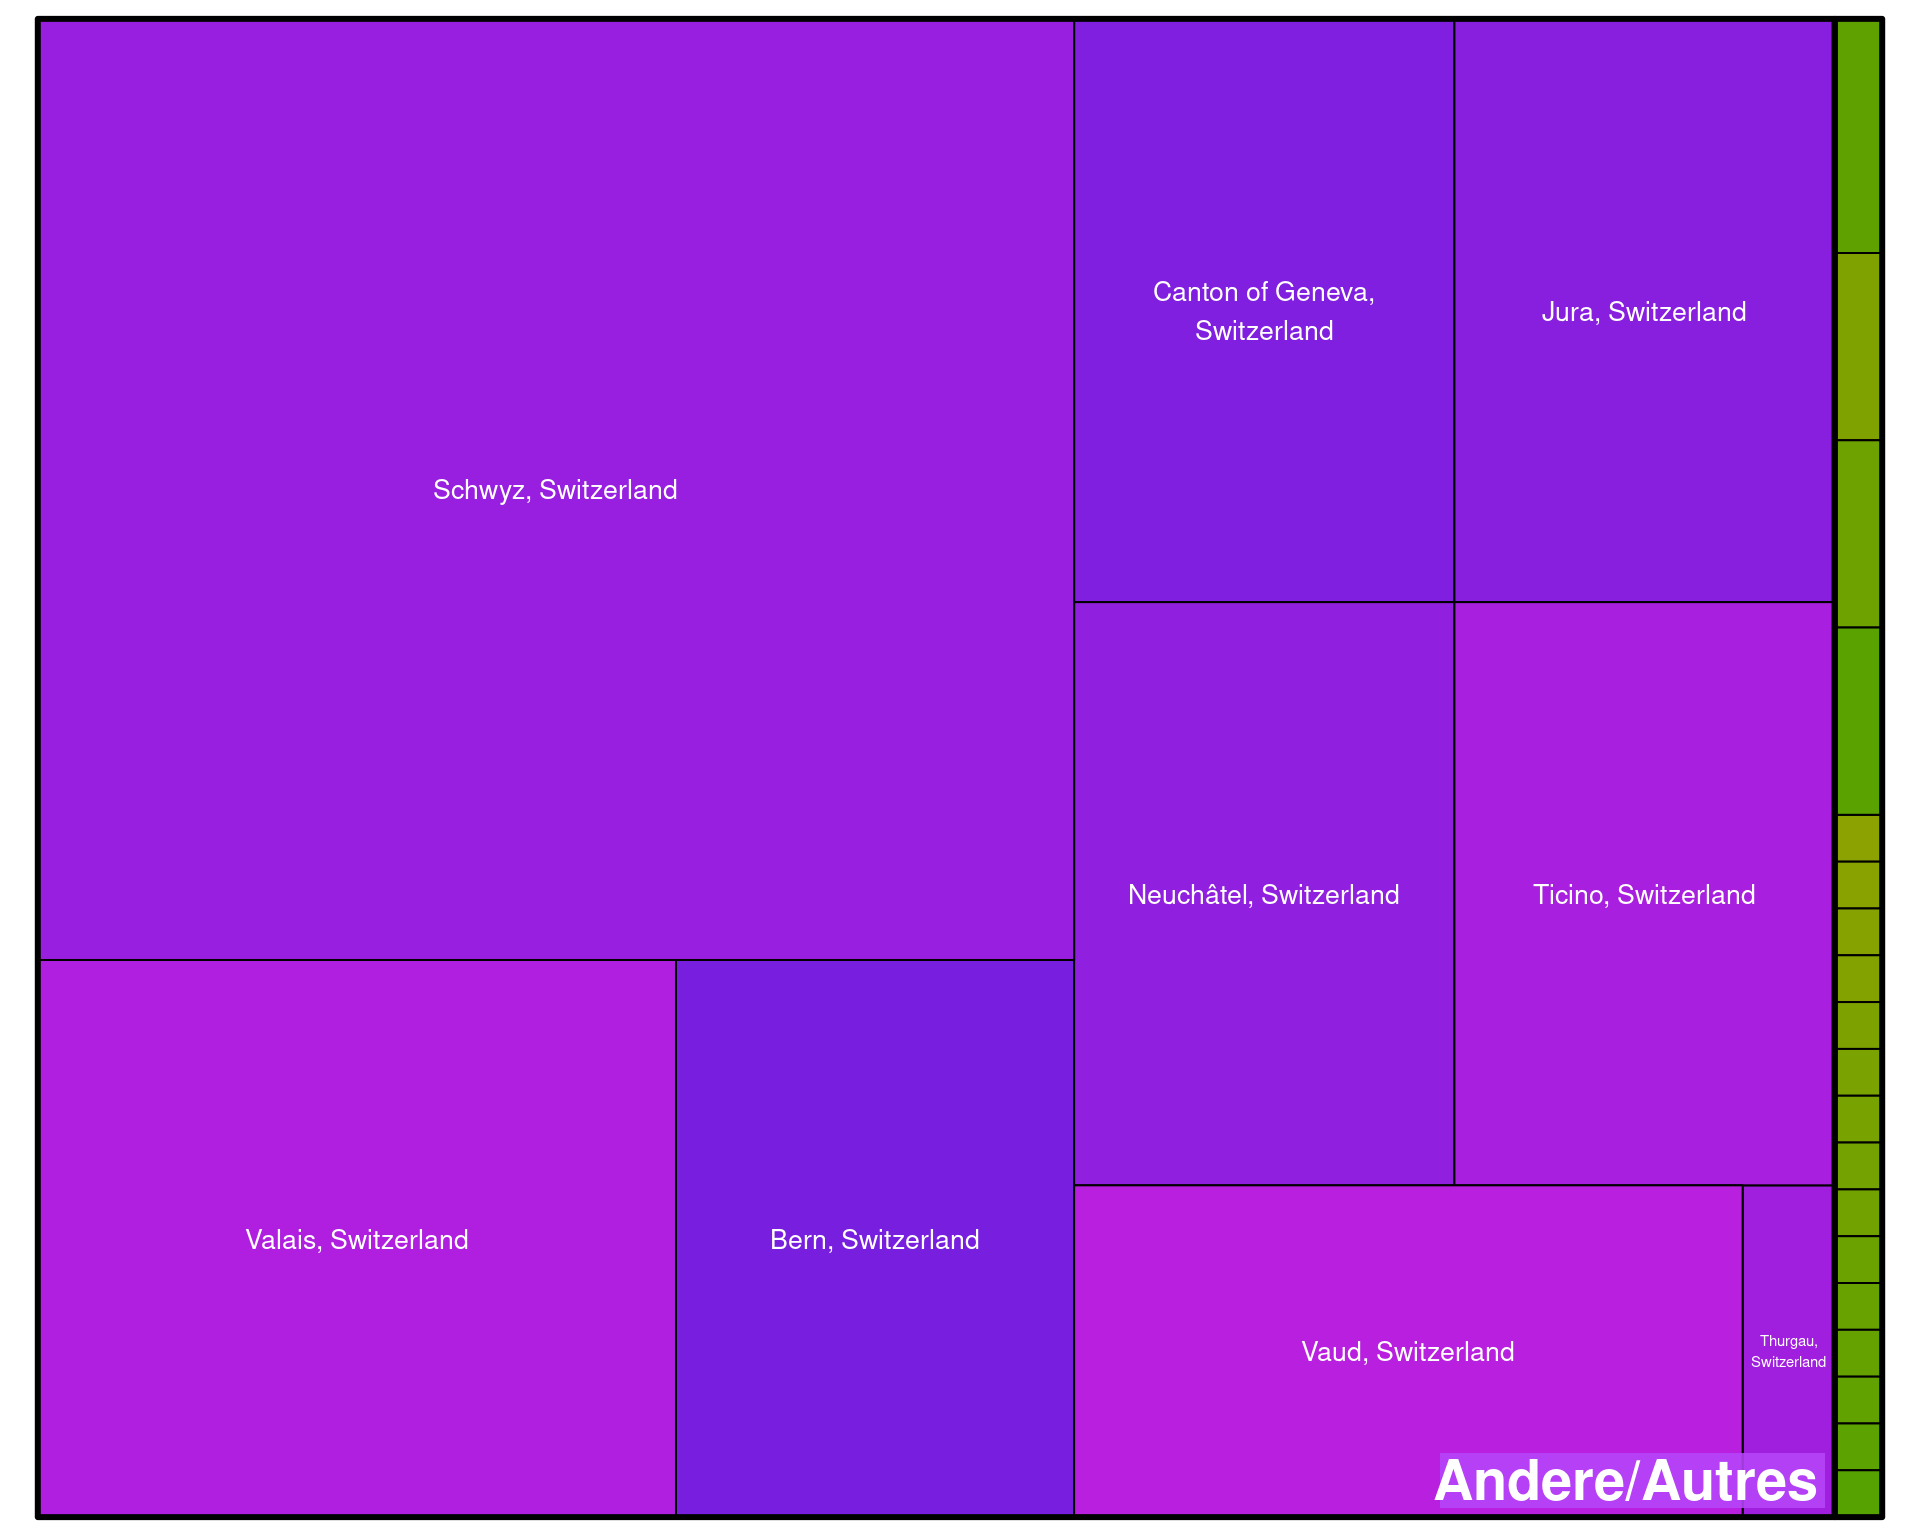 Schwyz, Switzerland
Canton of Geneva,
Switzerland
Jura, Switzerland
Neuchâtel, Switzerland
Ticino, Switzerland
Valais, Switzerland
Bern, Switzerland
Vaud, Switzerland
Thurgau,
Switzerland
Andere/Autres